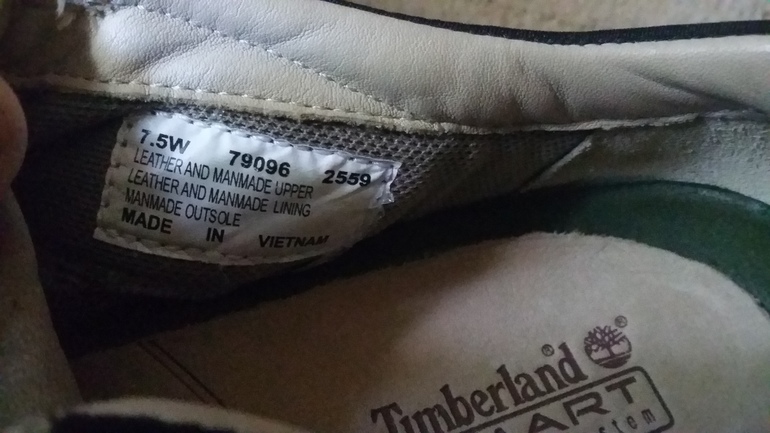 7.5W 79096 2559
LEATHER AND MANMADE UPPER
LEATHER AND MANMADE LINING
MANMADE OUTSOLE
MADE IN VIETNAM
Timberland®